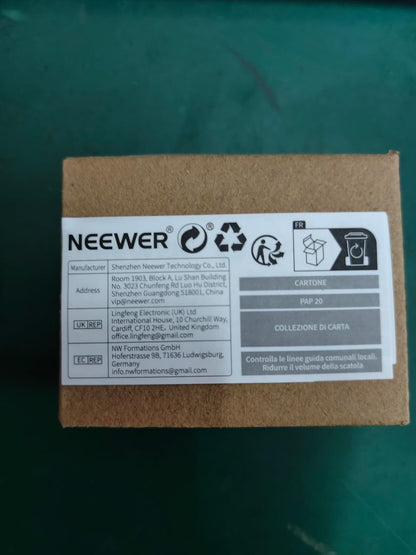 NEEWER®
FR
Manufacturer
Shenzhen Neewer Technology Co., Ltd.
Address
Room 1903, Block A, Lu Shan Building
No. 3023 Chunfeng Rd Luo Hu District,
Shenzhen Guangdong 518001, China
vip@neewer.com
UK REP
Lingfeng Electronic (UK) Ltd
International House, 10 Churchill Way,
Cardiff, CF10 2HE, United Kingdom
office.lingfeng@gmail.com
EC REP
NW Formations GmbH
Hoferstrasse 9B, 71636 Ludwigsburg,
Germany
info.nwformations@gmail.com
CARTONE
PAP 20
COLLEZIONE DI CARTA
Controlla le linee guida comunali locali.
Ridurre il volume della scatola